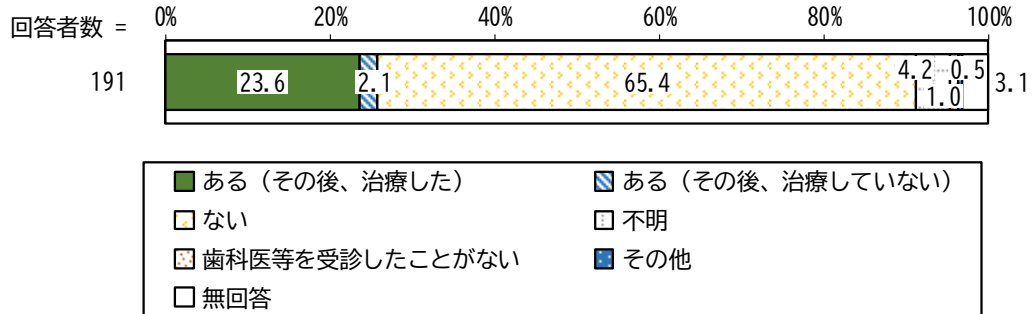 0% 20% 40% 60% 80% 100%
回答者数 =
191 23.6 2.1 65.4 4.2 1.0 0.5 3.1
ある（その後、治療した） ある（その後、治療していない）
ない 不明
歯科医等を受診したことがない その他
無回答